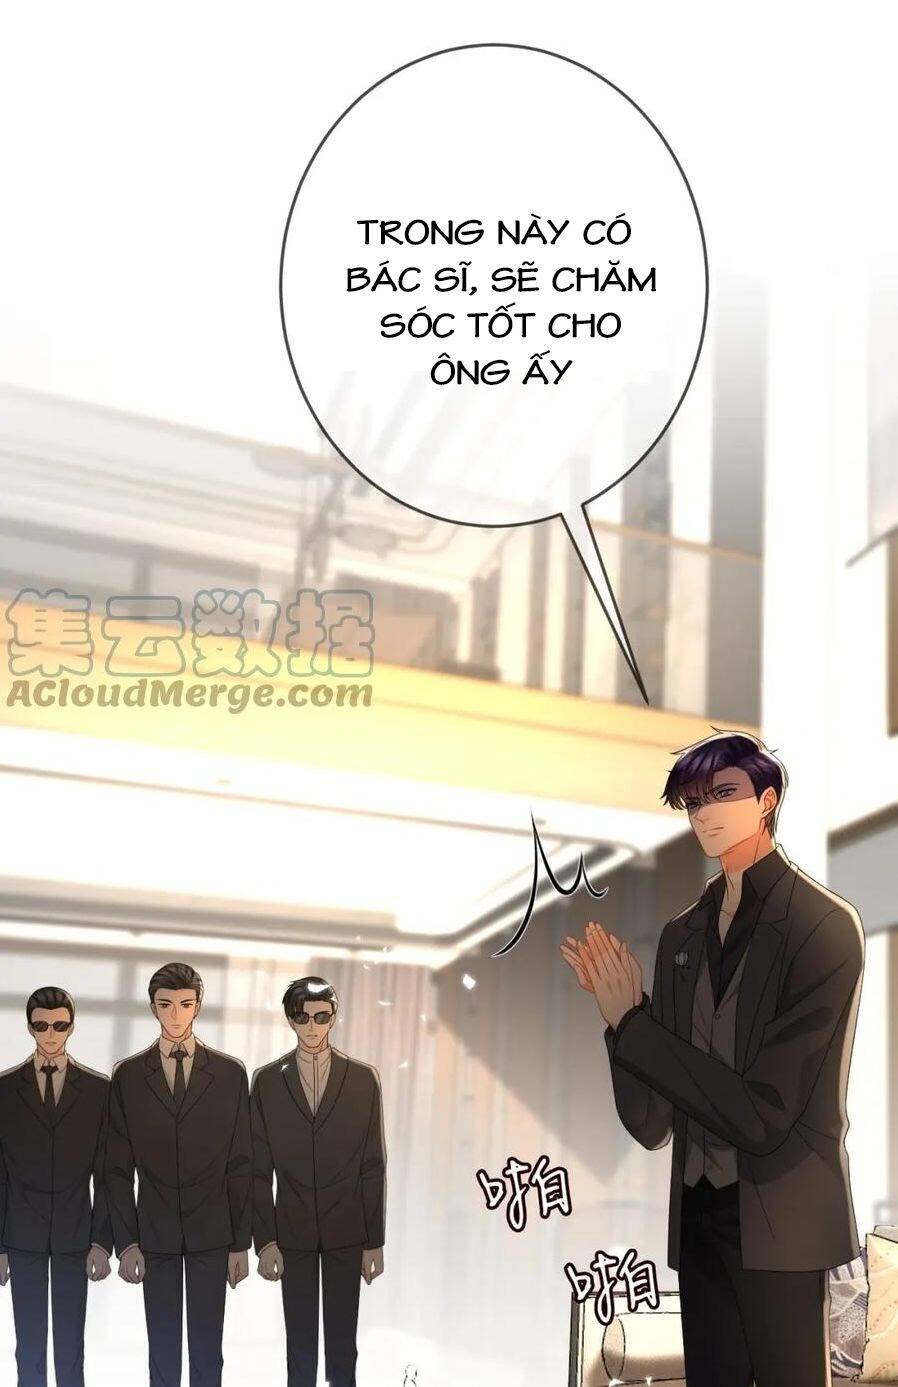 TRONG NÀY CÓ
BÁC SĨ, SẼ CHĂM
SÓC TỐT CHO
ÔNG ẤY
集云数据
ACloudMerge.com
啪
啪